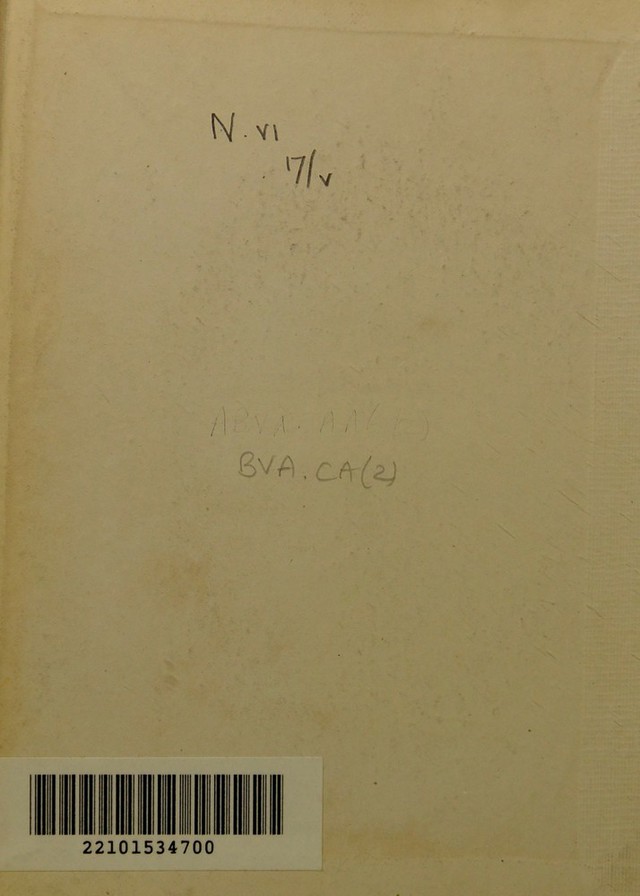 N. VI
17/v
BVA. CA(2)
22101534700